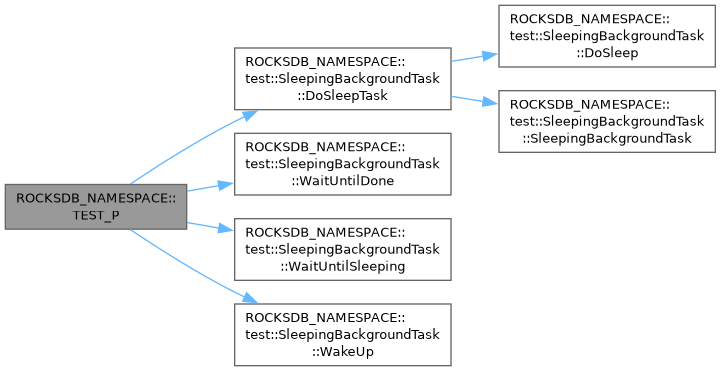 ROCKSDB_NAMESPACE::
TEST_P
ROCKSDB_NAMESPACE::
test::SleepingBackgroundTask
::DoSleepTask
ROCKSDB_NAMESPACE::
test::SleepingBackgroundTask
::WaitUntilDone
ROCKSDB_NAMESPACE::
test::SleepingBackgroundTask
::WaitUntilSleeping
ROCKSDB_NAMESPACE::
test::SleepingBackgroundTask
::WakeUp
ROCKSDB_NAMESPACE::
test::SleepingBackgroundTask
::DoSleep
ROCKSDB_NAMESPACE::
test::SleepingBackgroundTask
::SleepingBackgroundTask